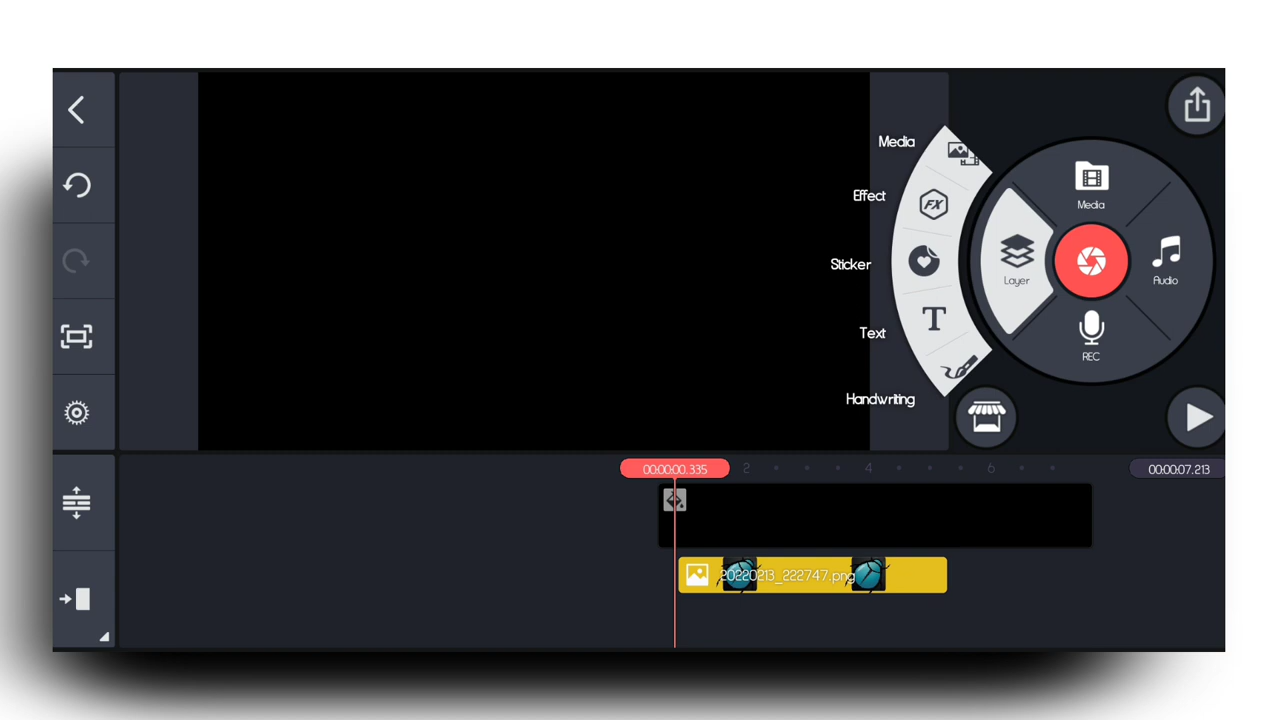 Media
Effect
Sticker
Text
Handwriting
FX
T
Media
Layer
Audio
REC
00:00:00.335
2
4
6
00:00:07.213
20220213_222747.png